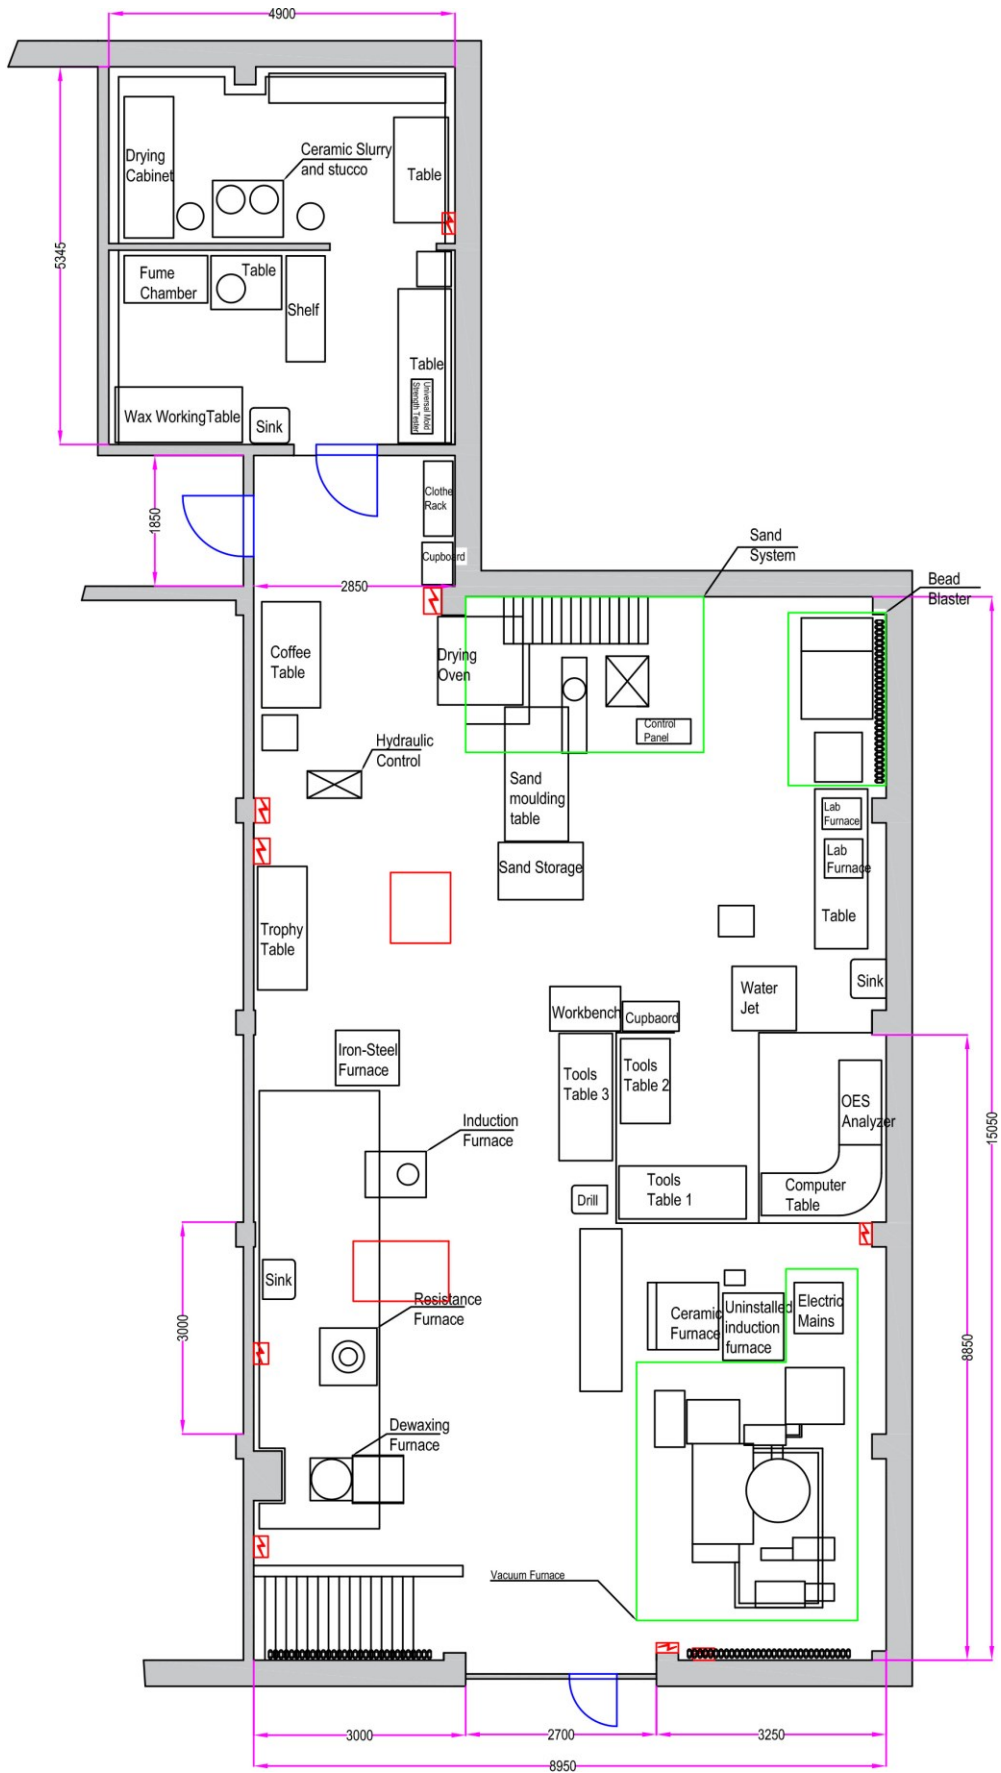 4900
Drying
Cabinet
Ceramic Slurry
and stucco
Table
5345
Fume
Chamber
Table
Shelf
Table
Universal Mold
Strength Tester
Wax WorkingTable
Sink
1850
Clothe
Rack
Cupboard
2850
Sand
System
Bead
Blaster
Coffee
Table
Drying
Oven
Control
Panel
Hydraulic
Control
Sand
moulding
table
Sand Storage
Lab
Furnace
Lab
Furnace
Table
Trophy
Table
Sink
Water
Jet
Workbench
Cupbaord
Iron-Steel
Furnace
Tools
Table 3
Tools
Table 2
OES
Analyzer
15050
Induction
Furnace
Tools
Table 1
Computer
Table
Drill
Sink
3000
Resistance
Furnace
Ceramic
Furnace
Uninstalled
induction
furnace
Electric
Mains
8850
Dewaxing
Furnace
Vacuum Furnace
3000
2700
3250
8950